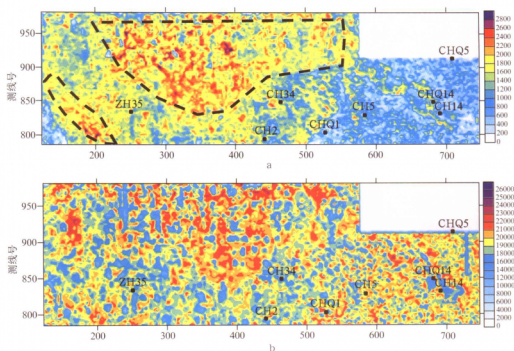 950
900
850
800
测线号
CHQ5
ZH35
CH34
CHQ14
CH5
CH14
CHQ1
CH2
200
300
400
500
600
700
2800
2600
2400
2200
2000
1800
1600
1400
1200
1000
800
600
400
200
0
a
950
900
850
800
测线号
CHQ5
ZH35
CH34
CHQ14
CH5
CH14
CHQ1
CH2
200
300
400
500
600
700
26000
25000
24000
23000
22000
21000
20000
19000
18000
16000
14000
12000
10000
8000
6000
4000
2000
0
b